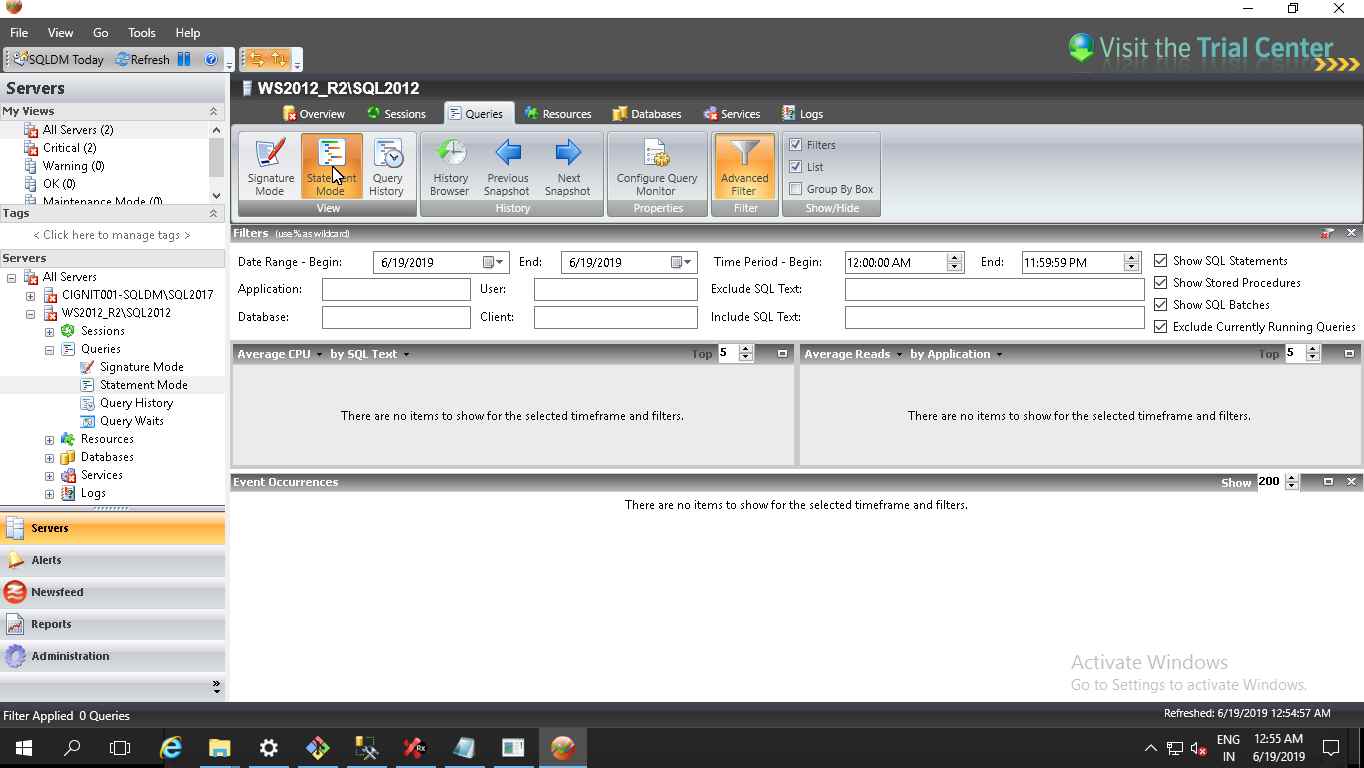 File View Go Tools Help
SQLDM Today Refresh
Visit the Trial Center
Servers
WS2012_R2\SQL2012
My Views
All Servers (2)
Critical (2)
Warning (0)
OK (0)
Maintenance Mode (0)
Tags
< Click here to manage tags >
Servers
All Servers
CIGNIT001-SQLDM\SQL2017
WS2012_R2\SQL2012
Sessions
Queries
Signature Mode
Statement Mode
Query History
Query Waits
Resources
Databases
Services
Logs
Servers
Alerts
Newsfeed
Reports
Administration
Overview Sessions Queries Resources Databases Services Logs
Signature Mode
Statement Mode
Query History
View
History Browser
Previous Snapshot
Next Snapshot
History
Configure Query Monitor
Properties
Advanced Filter
Filter
Filters
List
Group By Box
Show/Hide
Filters (use % as wildcard)
Date Range - Begin: 6/19/2019 End: 6/19/2019 Time Period - Begin: 12:00:00 AM End: 11:59:59 PM Show SQL Statements
Application: User: Exclude SQL Text: Show Stored Procedures
Database: Client: Include SQL Text: Show SQL Batches
Exclude Currently Running Queries
Average CPU by SQL Text Top 5
There are no items to show for the selected timeframe and filters.
Average Reads by Application Top 5
There are no items to show for the selected timeframe and filters.
Event Occurrences Show 200
There are no items to show for the selected timeframe and filters.
Activate Windows
Go to Settings to activate Windows.
Filter Applied 0 Queries
Refreshed: 6/19/2019 12:54:57 AM
Rx
ENG
IN
12:55 AM
6/19/2019